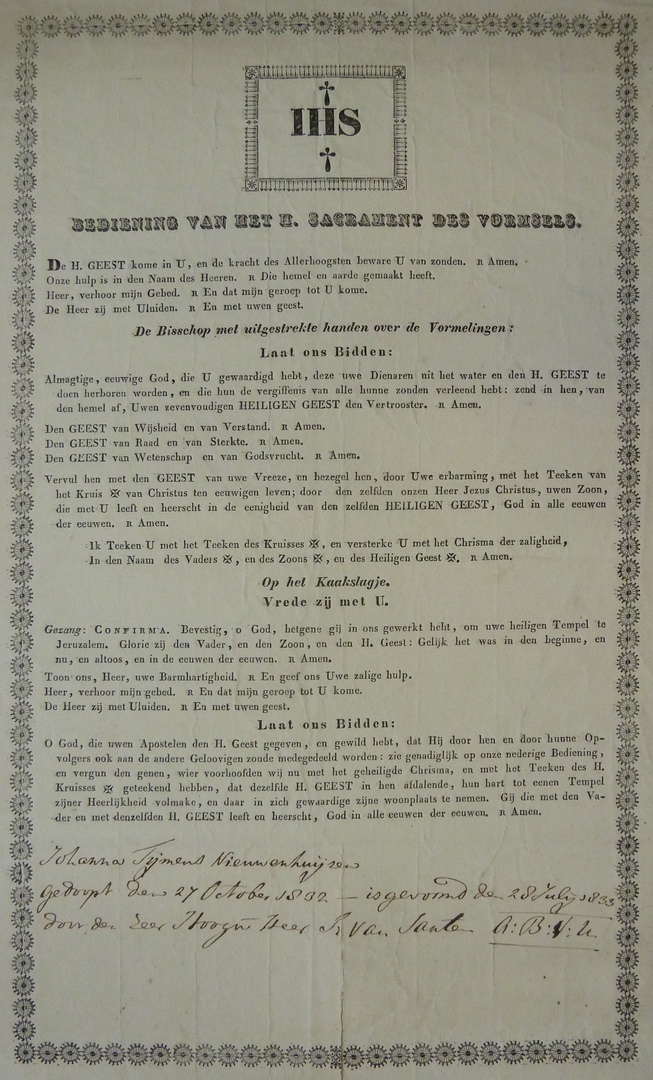 IHS
BEDIENING VAN HET H. SACRAMENT DES VORMSELS.
De H. GEEST kome in U, en de kracht des Allerhoogsten beware U van zonden. R Amen.
Onze hulp is in den Naam des Heeren. R Die hemel en aarde gemaakt heeft.
Heer, verhoor mijn Gebed. R En dat mijn geroep tot U kome.
De Heer zij met Uluiden. R En met uwen geest.
De Bisschop met uitgestrekte handen over de Vormelingen:
Laat ons Bidden:
Almagtige, eeuwige God, die U gewaardigd hebt, deze uwe Dienaren uit het water en den H. GEEST te
doen herboren worden, en die hun de vergiffenis van alle hunne zonden verleend hebt: zend in hen, van
den hemel af, Uwen zevenvoudigen HEILIGEN GEEST den Vertrooster. R Amen.
Den GEEST van Wijsheid en van Verstand. R Amen.
Den GEEST van Raad en van Sterkte. R Amen.
Den GEEST van Wetenschap en van Godsvrucht. R Amen.
Vervul hen met den GEEST van uwe Vreeze, en bezegel hen, door Uwe erbarming, met het Teeken van
het Kruis ✠ van Christus ten eeuwigen leven; door den zelfden onzen Heer Jezus Christus, uwen Zoon,
die met U leeft en heerscht in de eenigheid van den zelfden HEILIGEN GEEST, God in alle eeuwen
der eeuwen. R Amen.
Ik Teeken U met het Teeken des Kruisses ✠, en versterke U met het Chrisma der zaligheid,
In den Naam des Vaders ✠, en des Zoons ✠, en des Heiligen Geest ✠. R Amen.
Op het Kaakslagje.
Vrede zij met U.
Gezang: CONFIRMA. Bevestig, o God, hetgene gij in ons gewerkt hebt, om uwe heiligen Tempel te
Jeruzalem. Glorie zij den Vader, en den Zoon, en den H. Geest: Gelijk het was in den beginne, en
nu, en altoos, en in de eeuwen der eeuwen. R Amen.
Toon ons, Heer, uwe Barmhartigheid. R En geef ons Uwe zalige hulp.
Heer, verhoor mijn gebed. R En dat mijn geroep tot U kome.
De Heer zij met Uluiden. R En met uwen geest.
Laat ons Bidden:
O God, die uwen Apostelen den H. Geest gegeven, en gewild hebt, dat Hij door hen en door hunne Op-
volgers ook aan de andere Geloovigen zoude medegedeeld worden: zie genadiglijk op onze nederige Bediening,
en vergun den genen, wier voorhoofden wij nu met het geheiligde Chrisma, en met het Teeken des H.
Kruisses ✠ geteekend hebben, dat dezelfde H. GEEST in hen afdalende, hun hart tot eenen Tempel
zijner Heerlijkheid volmake, en daar in zich gewaardige zijne woonplaats te nemen. Gij die met den Va-
der en met denzelfden H. GEEST leeft en heerscht, God in alle eeuwen der eeuwen. R Amen.
Johanna Tijmens Nieuwenhuijzen
gedoopt den 27 October 1832 — is gevormd den 28 July 1833
door den Zeer Hoogw Heer J. van Santen A:B:V:U.